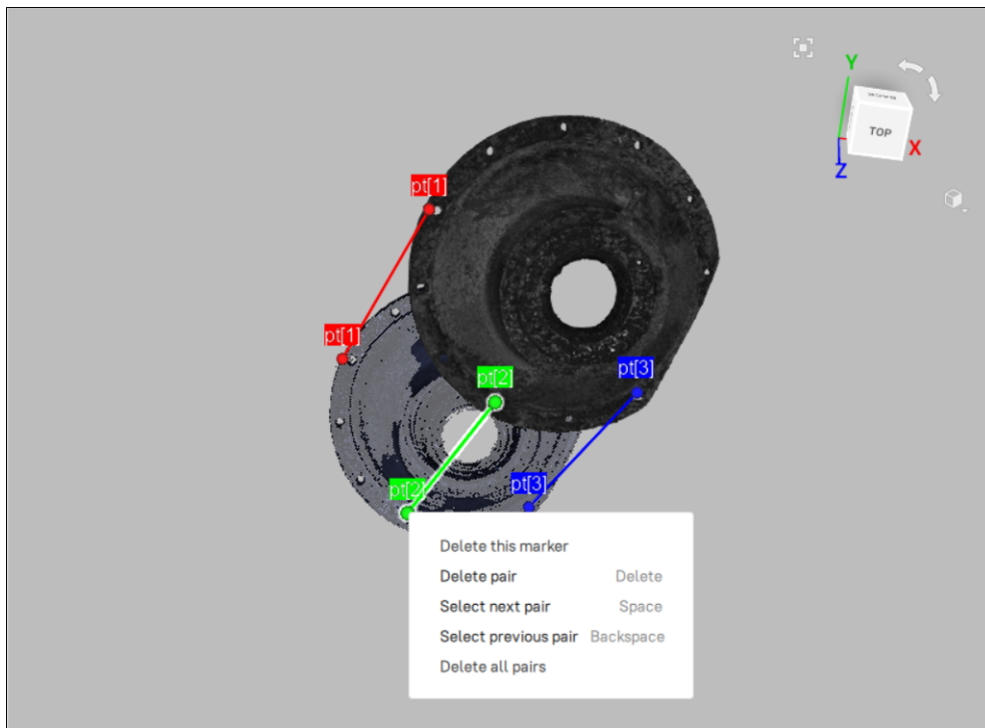 Y
TOP
X
Z
pt[1]
pt[1]
pt[2]
pt[3]
pt[2]
pt[3]
Delete this marker
Delete pair Delete
Select next pair Space
Select previous pair Backspace
Delete all pairs